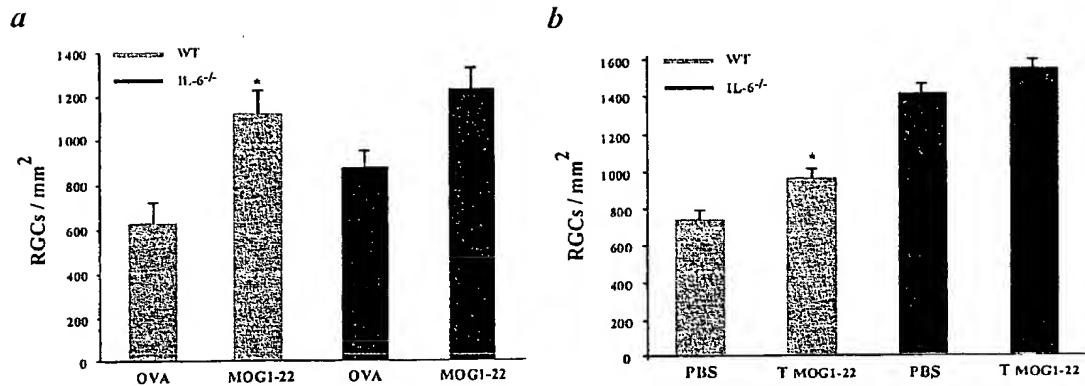 a
WT
IL-6-/-
RGCs / mm2
1400
1200
1000
800
600
400
200
0
*
OVA
MOG1-22
OVA
MOG1-22
b
WT
IL-6-/-
RGCs / mm2
1600
1400
1200
1000
800
600
400
200
0
*
PBS
T MOG1-22
PBS
T MOG1-22